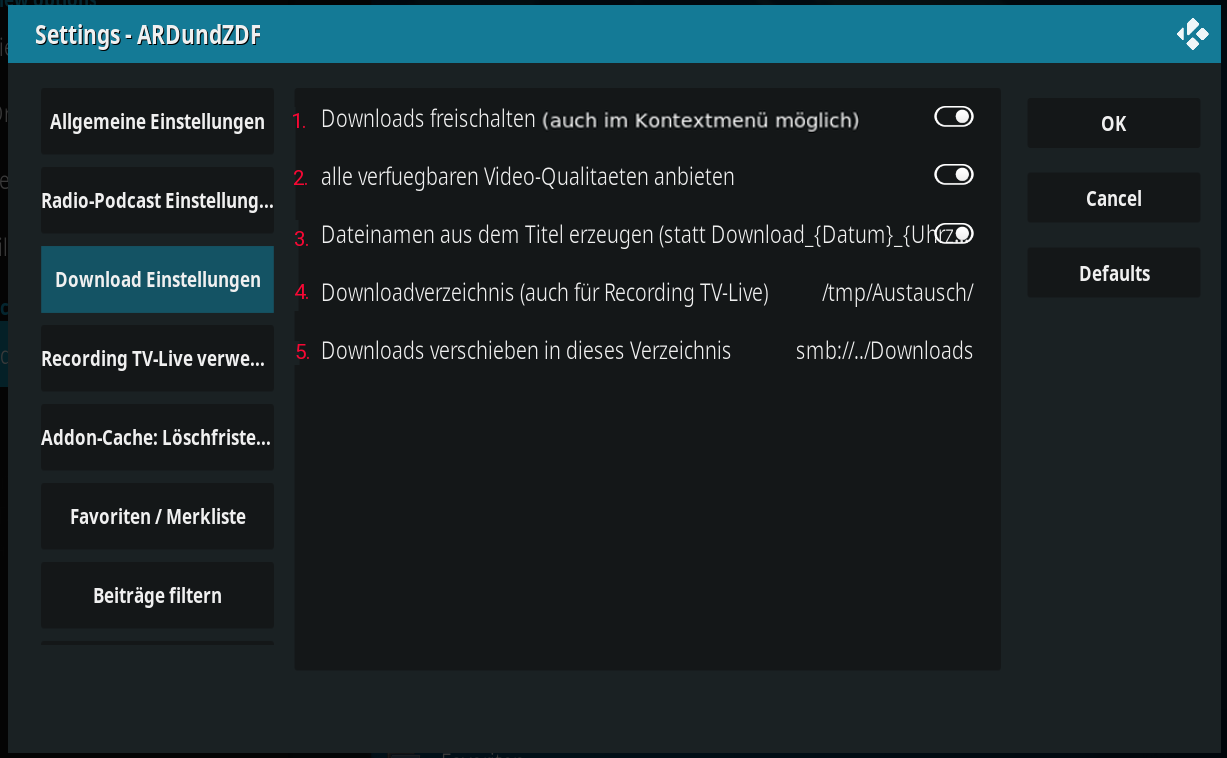 Settings - ARDundZDF
Allgemeine Einstellungen
Radio-Podcast Einstellung...
Download Einstellungen
Recording TV-Live verwe...
Addon-Cache: Löschfriste...
Favoriten / Merkliste
Beiträge filtern
1. Downloads freischalten (auch im Kontextmenü möglich)
2. alle verfuegbaren Video-Qualitaeten anbieten
3. Dateinamen aus dem Titel erzeugen (statt Download_{Datum}_{Uhrz
4. Downloadverzeichnis (auch für Recording TV-Live) /tmp/Austausch/
5. Downloads verschieben in dieses Verzeichnis smb://../Downloads
OK
Cancel
Defaults